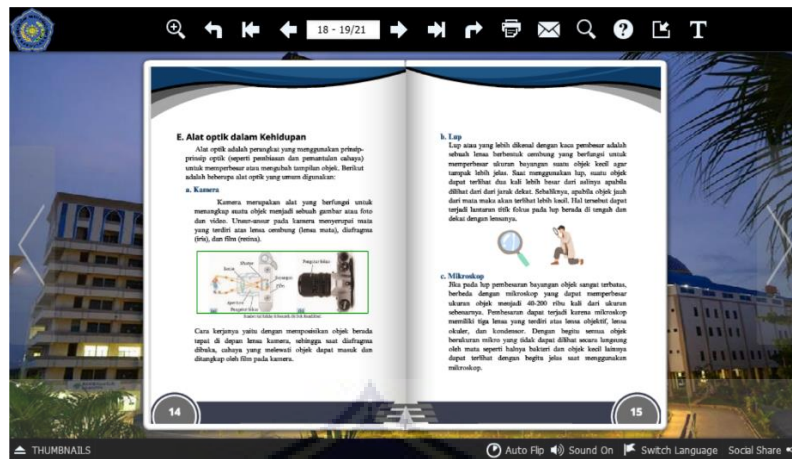 18 - 19/21
T
E. Alat optik dalam Kehidupan
Alat optik adalah perangkat yang menggunakan prinsip-
prinsip optik (seperti pembiasan dan pemantulan cahaya)
untuk memperbesar atau mengubah tampilan objek. Berikut
adalah beberapa alat optik yang umum digunakan:
a. Kamera
Kamera merupakan alat yang berfungsi untuk
menangkap suatu objek menjadi sebuah gambar atau foto
dan video. Unsur-unsur pada kamera menyerupai mata
yang terdiri atas lensa cembung (lensa mata), diafragma
(iris), dan film (retina).
Shutter
Lensa
Film
Aperture
Pengatur fokus
Pengatur fokus
Cara kerjanya yaitu dengan memposisikan objek berada
tepat di depan lensa kamera, sehingga saat diafragma
dibuka, cahaya yang melewati objek dapat masuk dan
ditangkap oleh film pada kamera.
14
b. Lup
Lup atau yang lebih dikenal dengan kaca pembesar adalah
sebuah lensa berbentuk cembung yang berfungsi untuk
memperbesar ukuran bayangan suatu objek kecil agar
tampak lebih jelas. Saat menggunakan lup, suatu objek
dapat terlihat dua kali lebih besar dari aslinya apabila
dilihat dari dari jarak dekat. Sebaliknya, apabila objek jauh
dari mata maka akan terlihat lebih kecil. Hal tersebut dapat
terjadi lantaran titik fokus pada lup berada di tengah dan
dekat dengan lensanya.
c. Mikroskop
Jika pada lup pembesaran bayangan objek sangat terbatas,
berbeda dengan mikroskop yang dapat memperbesar
ukuran objek menjadi 40-200 ribu kali dari ukuran
sebenarnya. Pembesaran dapat terjadi karena mikroskop
memiliki tiga lensa yang terdiri atas lensa objektif, lensa
okuler, dan kondensor. Dengan begitu semua objek
berukuran mikro yang tidak dapat dilihat secara langsung
oleh mata seperti halnya bakteri dan objek kecil lainnya
dapat terlihat dengan begitu jelas saat menggunakan
mikroskop.
15
THUMBNAILS
Auto Flip
Sound On
Switch Language
Social Share